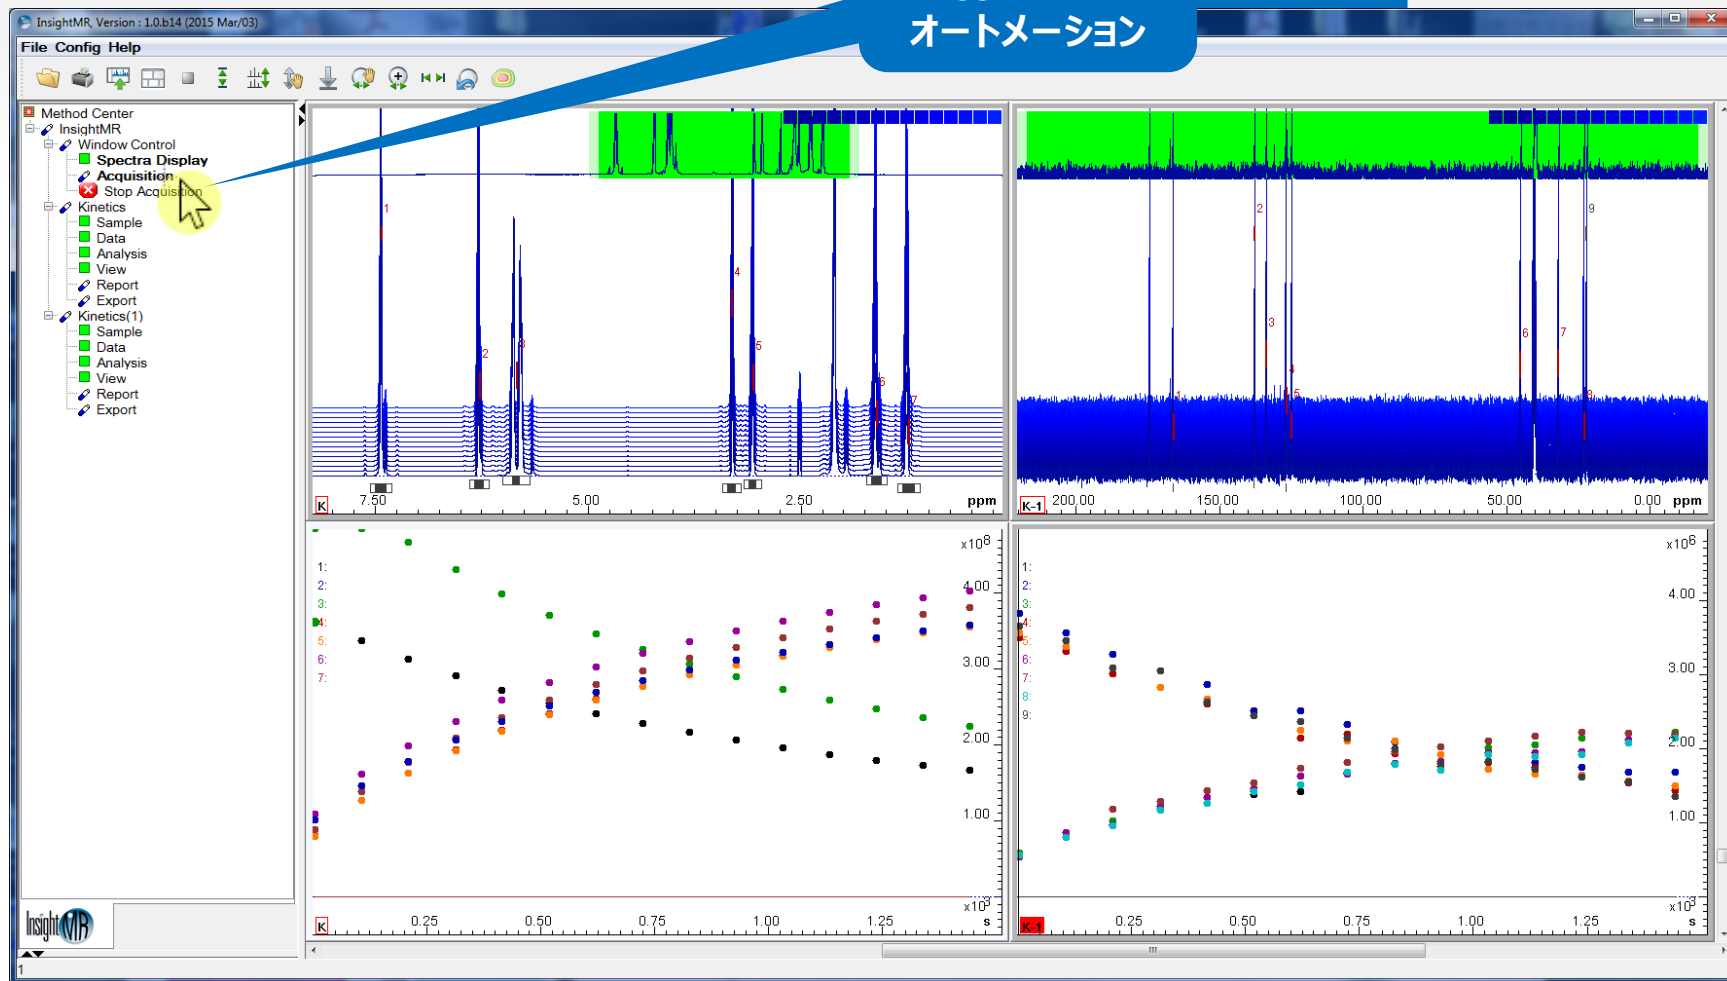 InsightMR, Version : 1.0.b14 (2015 Mar/03)
オートメーション
File Config Help
Method Center
InsightMR
Window Control
Spectra Display
Acquisition
Stop Acquisition
Kinetics
Sample
Data
Analysis
View
Report
Export
Kinetics(1)
Sample
Data
Analysis
View
Report
Export
InsightMR
1
1
2
3
4
5
6
7
K
7.50 5.00 2.50 ppm
1
2
3
4
5
6
7
8
9
K-1
200.00 150.00 100.00 50.00 0.00 ppm
x10⁸
1:
2:
3:
4:
5:
6:
7:
4.00
3.00
2.00
1.00
x10³
K
0.25 0.50 0.75 1.00 1.25 s
x10⁶
1:
2:
3:
4:
5:
6:
7:
8:
9:
4.00
3.00
2.00
1.00
x10³
K-1
0.25 0.50 0.75 1.00 1.25 s